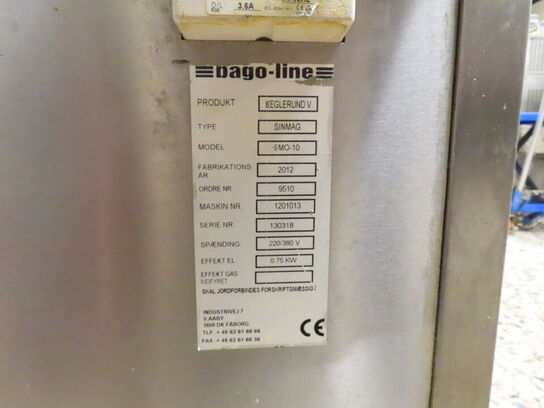 3.6A
bago-line
PRODUKT KEGLERUND V
TYPE SINMAG
MODEL SMO-10
FABRIKATIONS
AR 2012
ORDRE NR 9510
MASKIN NR. 1201013
SERIE NR 130318
SPÆNDING 220/380 V
EFFEKT EL 0.75 KW
EFFEKT GAS
INDFYRET
SKAL JORDFORBINDES FORSKRIFTSMÆSSIGT
INDUSTRIVEJ 7
V AABY
5600 DK FÅBORG
TLF. + 45 62 61 66 66
FAX + 45 62 61 66 36
CE